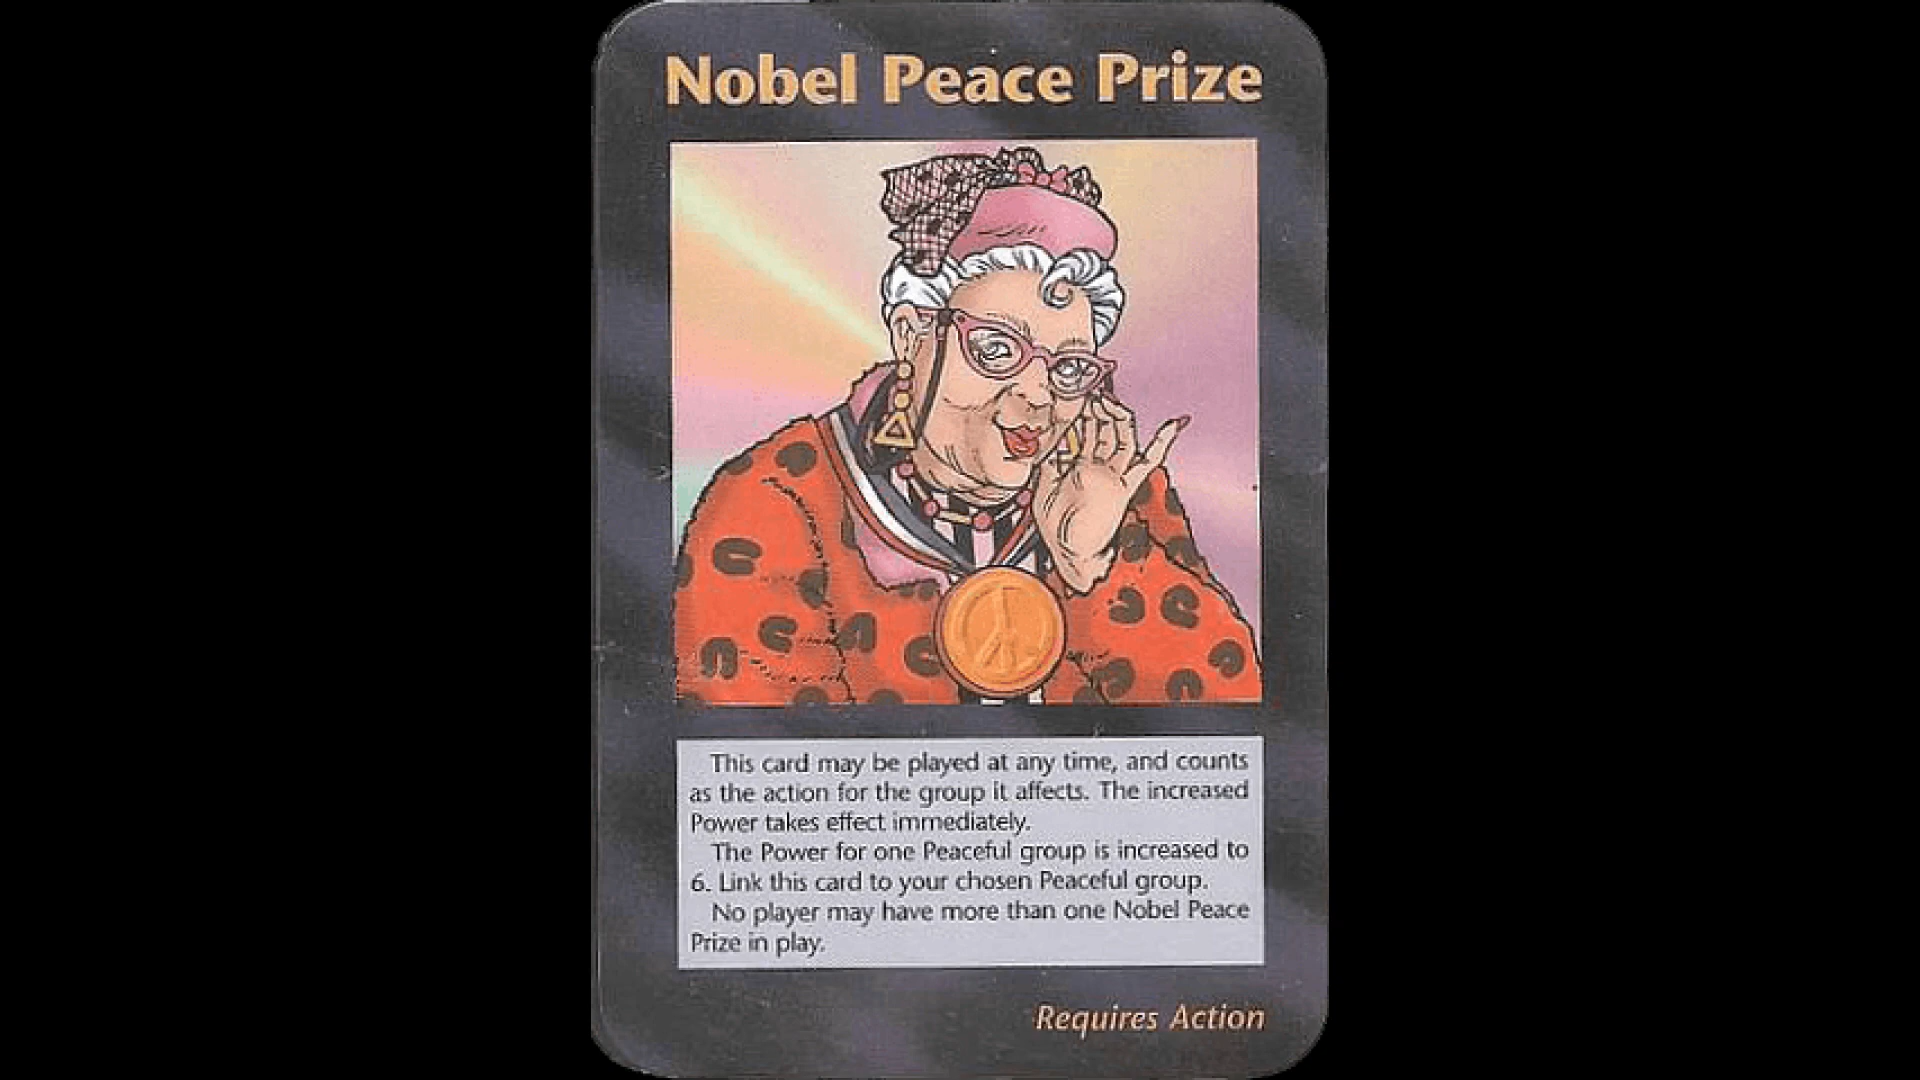 Nobel Peace Prize
This card may be played at any time, and counts
as the action for the group it affects. The increased
Power takes effect immediately.
The Power for one Peaceful group is increased to
6. Link this card to your chosen Peaceful group.
No player may have more than one Nobel Peace
Prize in play.
Requires Action